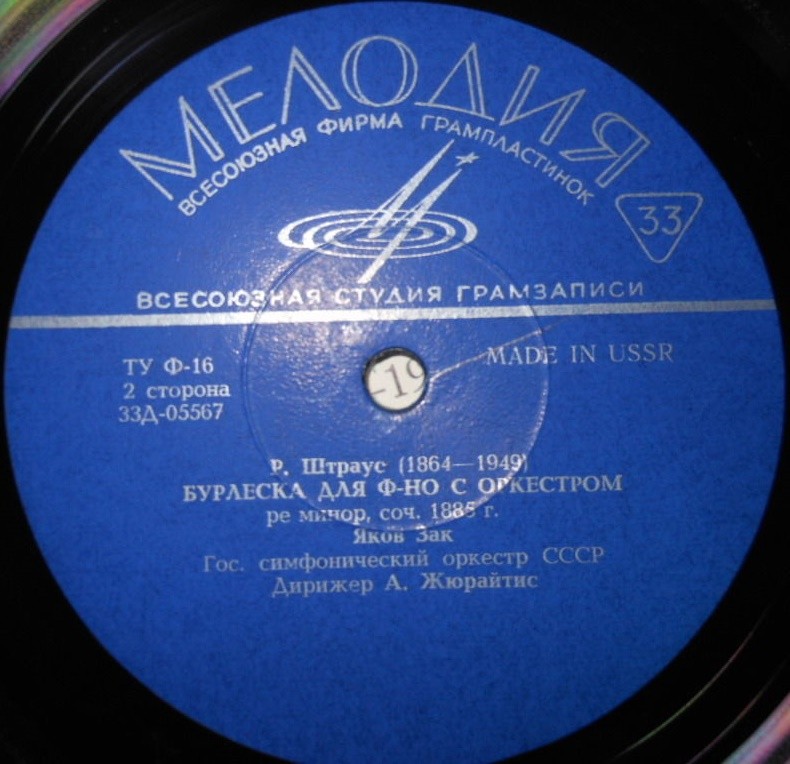 МЕЛОДИЯ
ВСЕСОЮЗНАЯ ФИРМА ГРАМПЛАСТИНОК
33
ВСЕСОЮЗНАЯ СТУДИЯ ГРАМЗАПИСИ
ТУ Ф-16
MADE IN USSR
2 сторона
33Д-05567
-19
Р. Штраус (1864—1949)
БУРЛЕСКА ДЛЯ Ф-НО С ОРКЕСТРОМ
ре минор, соч. 1885 г.
Яков Зак
Гос. симфонический оркестр СССР
Дирижер А. Жюрайтис